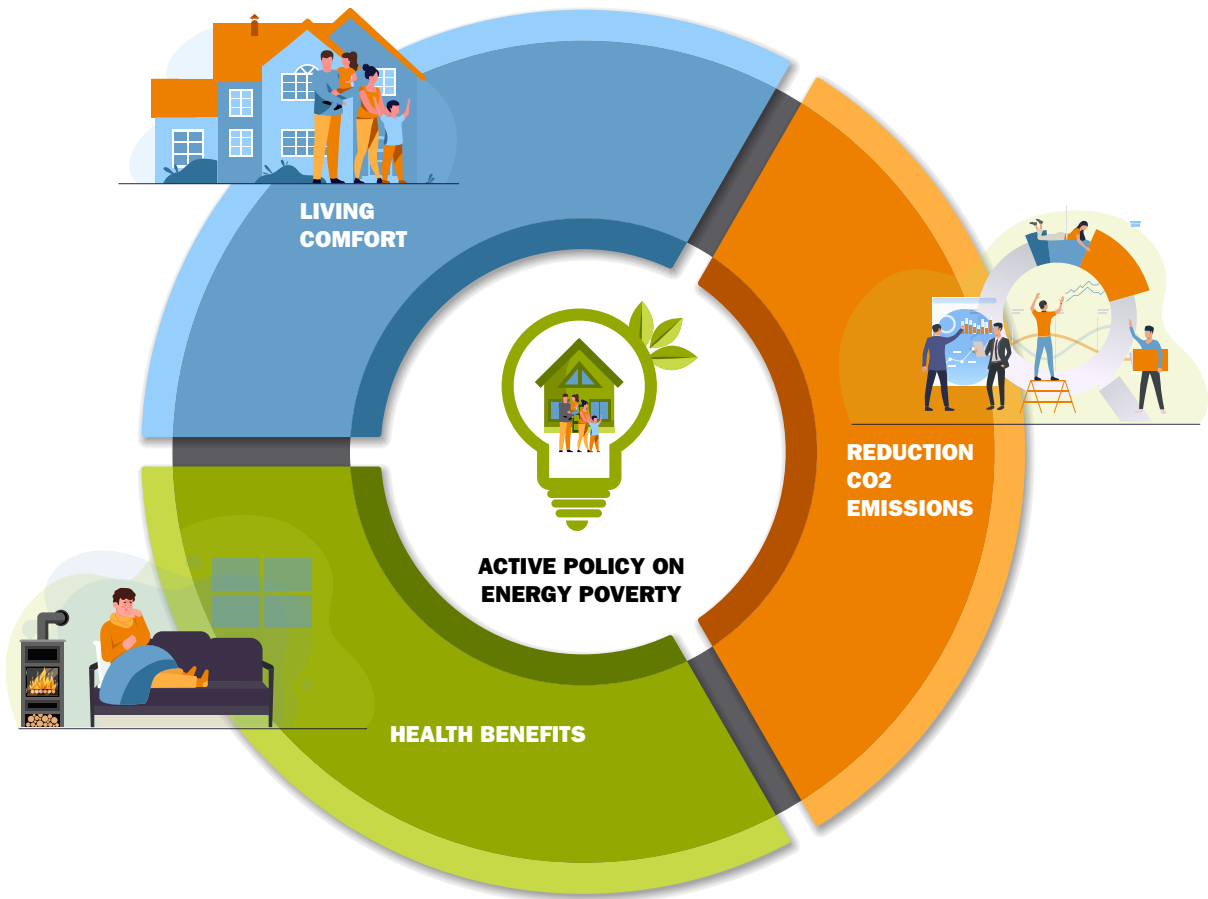 LIVING
COMFORT
REDUCTION
CO2
EMISSIONS
ACTIVE POLICY ON
ENERGY POVERTY
HEALTH BENEFITS